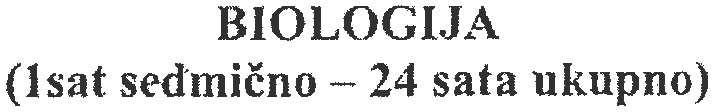 BIOLOGIJA
(1sat sedmično – 24 sata ukupno)